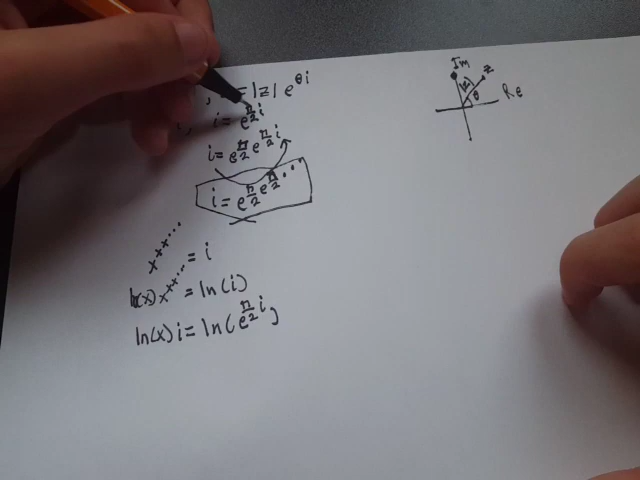 = |z| e^{θi}
i = e^{π/2 i}
i = e^{π/2 e^{π/2 i}}
i = e^{π/2 e^{π/2 ⋰}}
x^{x^{x^⋰}} = i
ln(x) x^{x^{x^⋰}} = ln(i)
ln(x) i = ln(e^{π/2 i})
Im
z
|z|
θ
Re